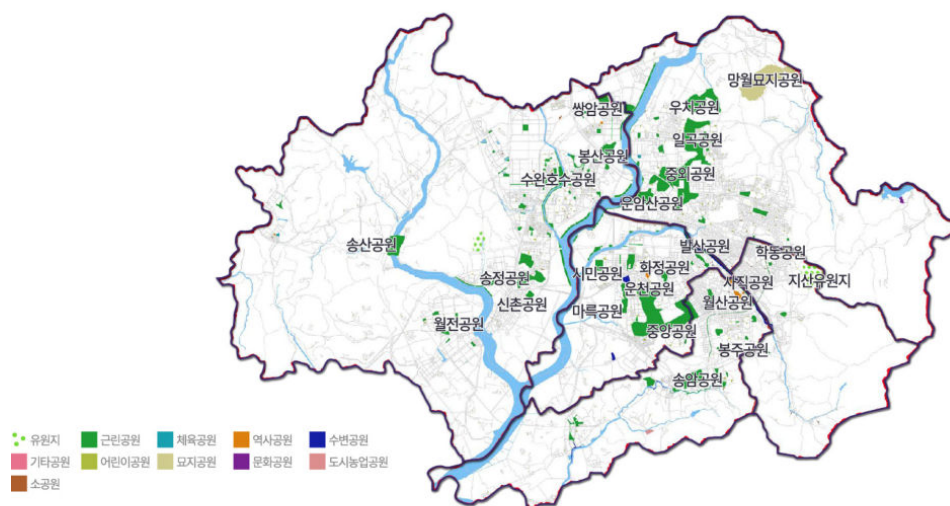 망월묘지공원
쌍암공원
우치공원
일곡공원
봉산공원
수완호수공원
중외공원
운암산공원
송산공원
발산공원
학동공원
송정공원
시민공원
화정공원
지산유원지
사직공원
운천공원
신촌공원
마륵공원
월산공원
월전공원
중앙공원
봉주공원
송암공원
유원지
근린공원
체육공원
역사공원
수변공원
기타공원
어린이공원
묘지공원
문화공원
도시농업공원
소공원